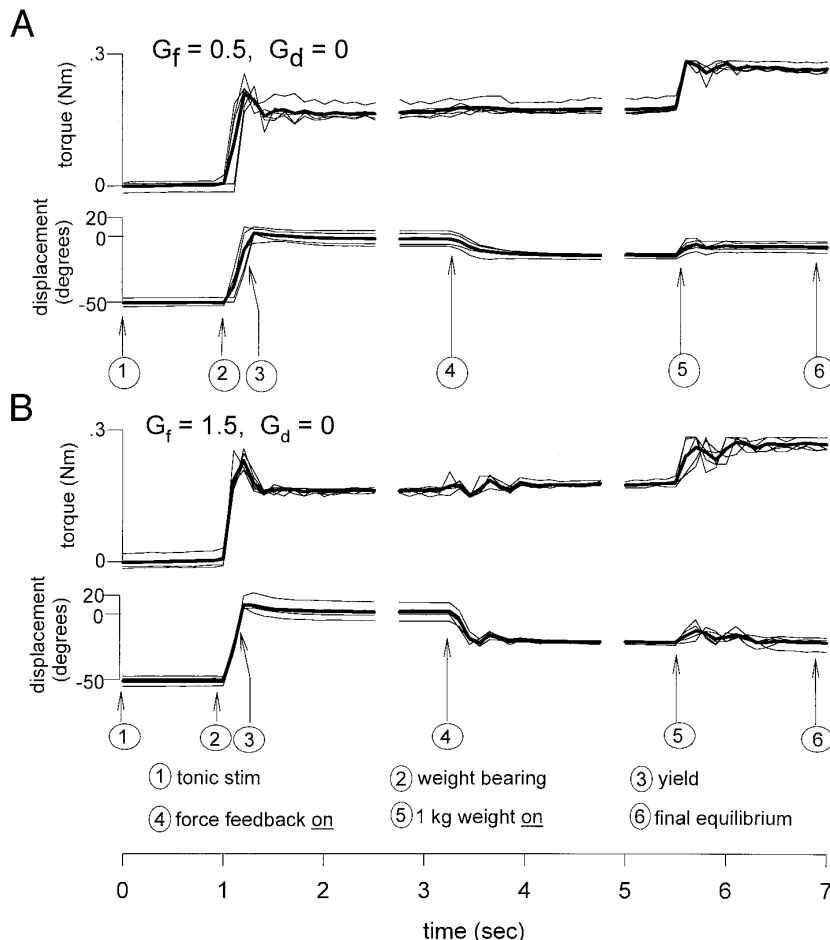 A
G_f = 0.5, G_d = 0
.3
torque (Nm)
0
20
0
-50
displacement
(degrees)
1 2 3 4 5 6
B
G_f = 1.5, G_d = 0
.3
torque (Nm)
0
20
0
-50
displacement
(degrees)
1 2 3 4 5 6
1 tonic stim 2 weight bearing 3 yield
4 force feedback on 5 1 kg weight on 6 final equilibrium
0 1 2 3 4 5 6 7
time (sec)